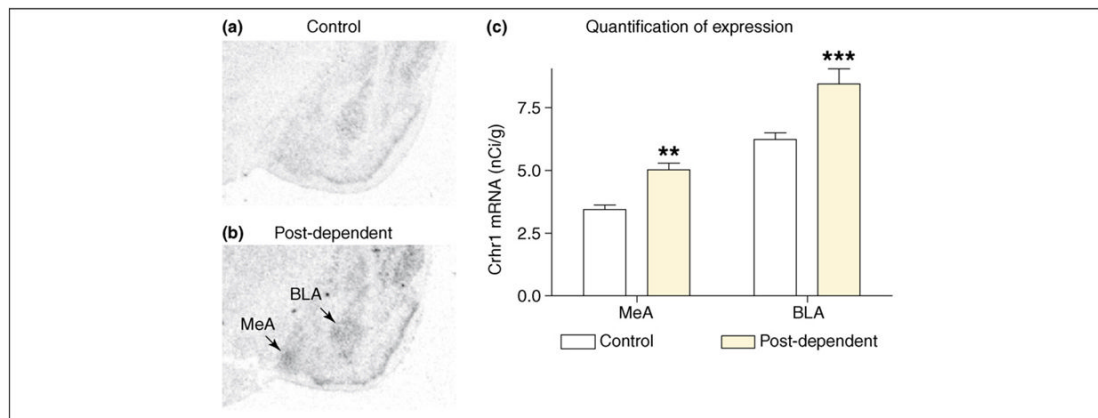 (a) Control
(b) Post-dependent
BLA
MeA
(c) Quantification of expression
Crhr1 mRNA (nCi/g)
7.5
5.0
2.5
0.0
**
***
MeA BLA
Control Post-dependent